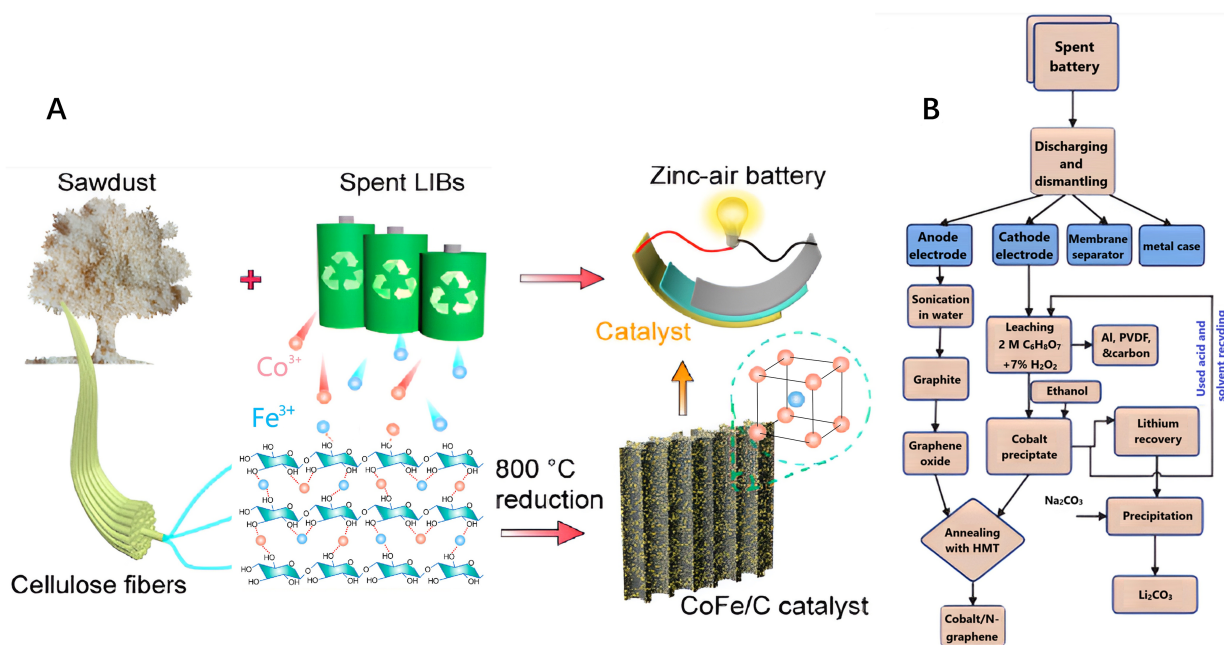 A
Sawdust
Spent LIBs
Zinc-air battery
Co³⁺
Fe³⁺
Catalyst
800 °C
reduction
Cellulose fibers
CoFe/C catalyst
HO
OH
O
B
Spent
battery
Discharging
and
dismantling
Anode
electrode
Cathode
electrode
Membrane
separator
metal case
Sonication
in water
Leaching
2 M C₆H₈O₇
+7% H₂O₂
Al, PVDF,
&carbon
Used acid and
solvent recyding
Graphite
Ethanol
Graphene
oxide
Cobalt
preciptate
Lithium
recovery
Na₂CO₃
Precipitation
Annealing
with HMT
Li₂CO₃
Cobalt/N-
graphene